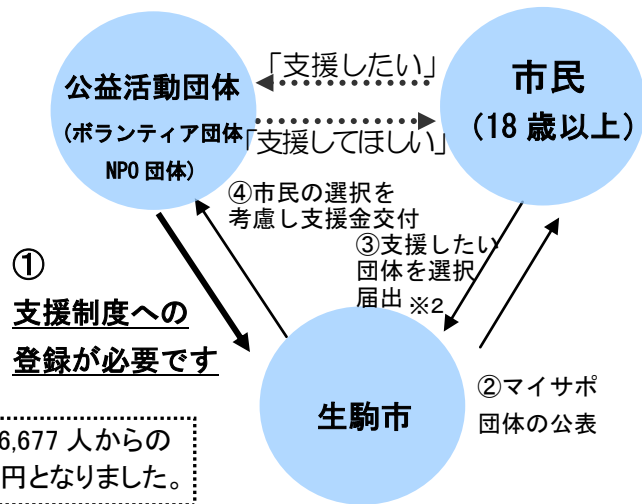 公益活動団体
(ボランティア団体
NPO 団体)
「支援したい」
「支援してほしい」
市民
(18 歳以上)
④市民の選択を
考慮し支援金交付
③支援したい
団体を選択
届出 ※2
①
支援制度への
登録が必要です
生駒市
②マイサポ
団体の公表
6,677 人からの
円となりました。